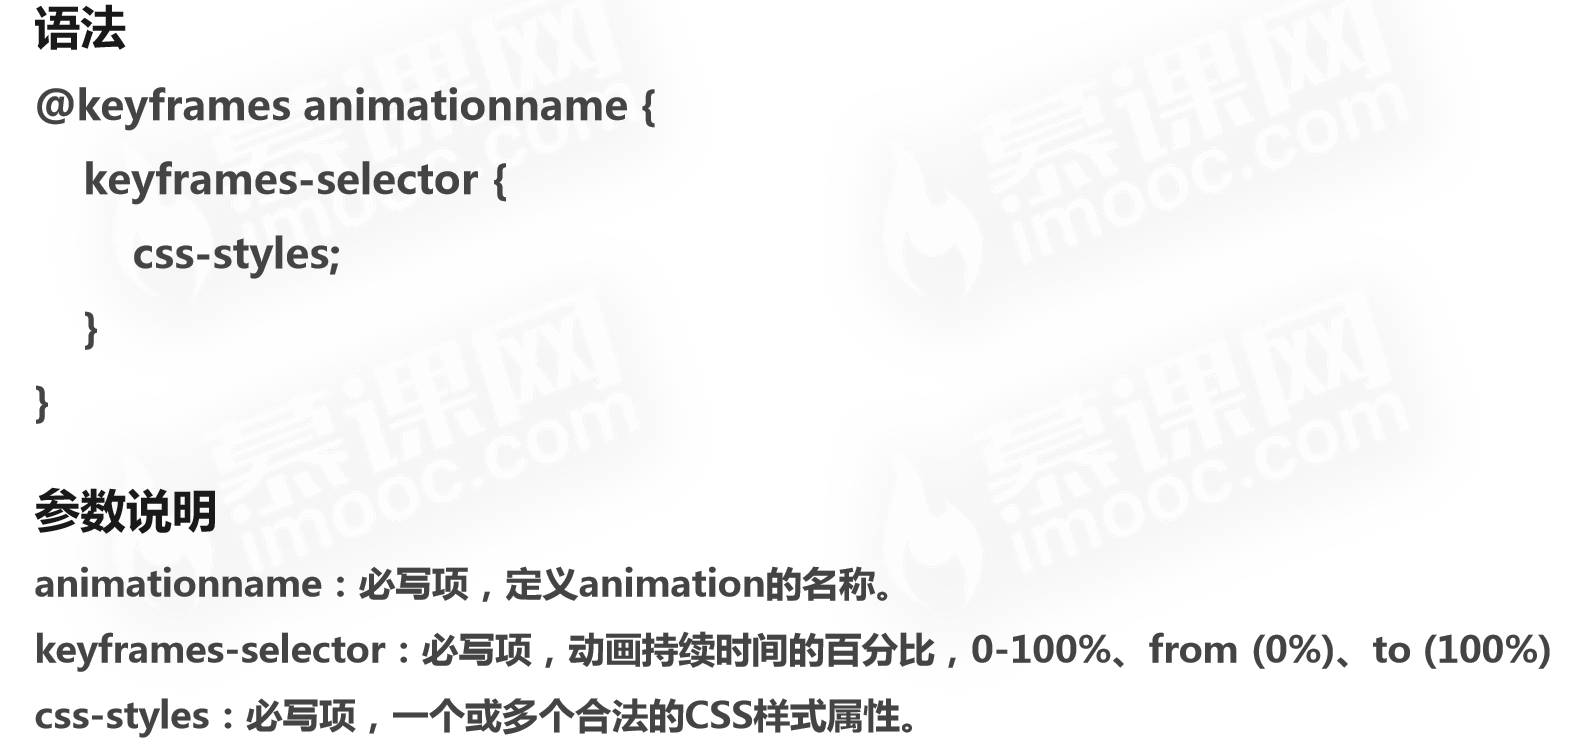 语法
@keyframes animationname {
keyframes-selector {
css-styles;
}
}
参数说明
animationname：必写项，定义animation的名称。
keyframes-selector：必写项，动画持续时间的百分比，0-100%、from (0%)、to (100%)
css-styles：必写项，一个或多个合法的CSS样式属性。
慕课网
imooc.com
慕课网
imooc.com
慕课网
imooc.com
慕课网
imooc.com